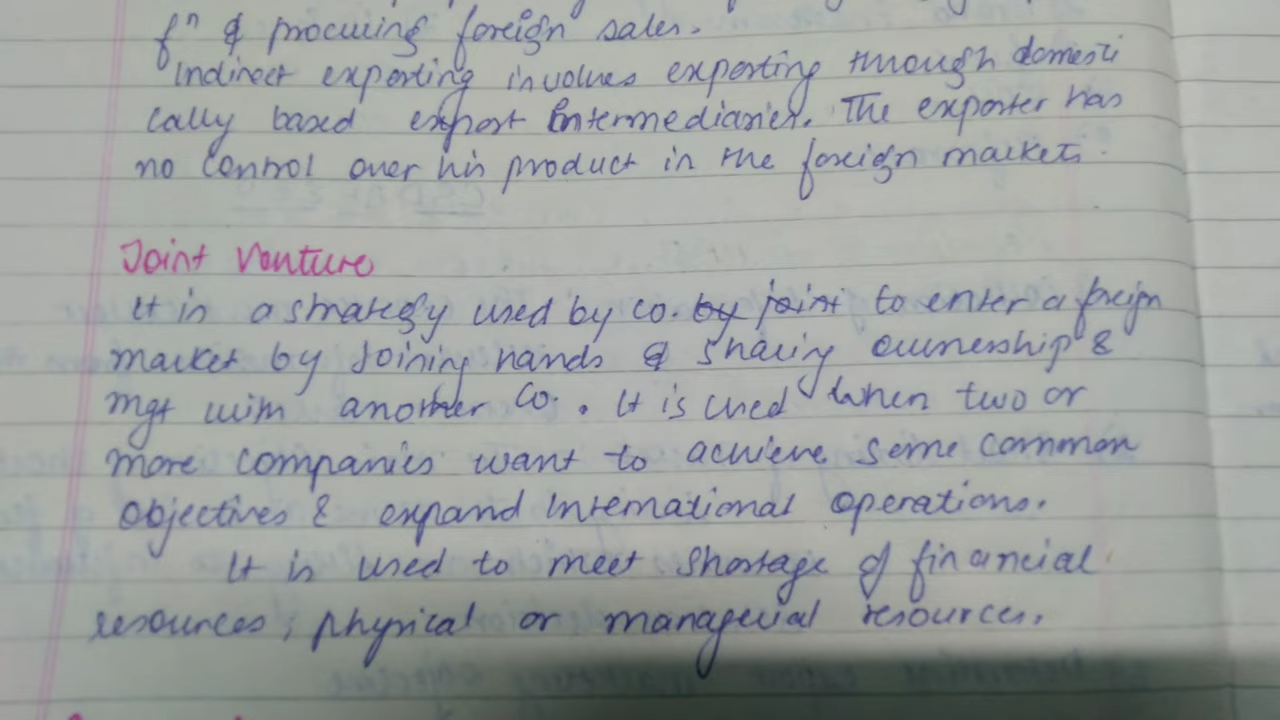 fⁿ & procuring foreign sales.
Indirect exporting involves exporting through domesti
cally based export intermediaries. The exporter has
no control over his product in the foreign markets.
Joint Venture
It is a strategy used by co. by joint to enter a foreign
market by Joining hands & Sharing ownership &
mgt with another Co. . It is used when two or
more companies want to achieve some common
objectives & expand International operations.
It is used to meet shortage of financial
resources, physical or managerial resources.